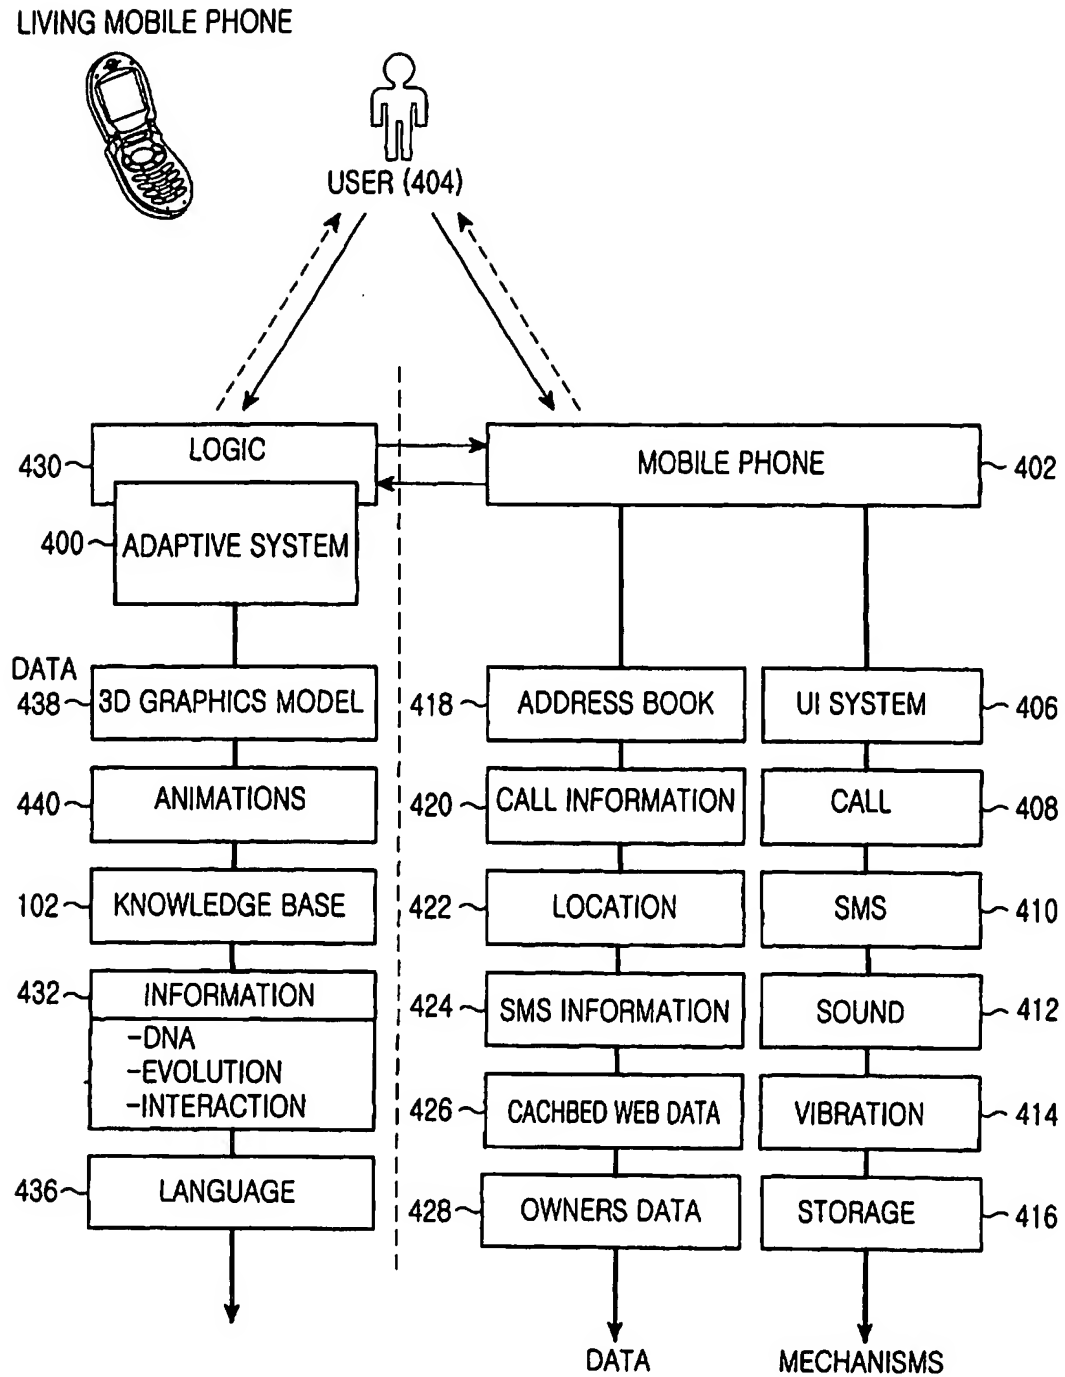 LIVING MOBILE PHONE
USER (404)
430
LOGIC
MOBILE PHONE
402
400
ADAPTIVE SYSTEM
DATA
438
3D GRAPHICS MODEL
418
ADDRESS BOOK
UI SYSTEM
406
440
ANIMATIONS
420
CALL INFORMATION
CALL
408
102
KNOWLEDGE BASE
422
LOCATION
SMS
410
432
INFORMATION
-DNA
-EVOLUTION
-INTERACTION
424
SMS INFORMATION
SOUND
412
426
CACHBED WEB DATA
VIBRATION
414
436
LANGUAGE
428
OWNERS DATA
STORAGE
416
DATA
MECHANISMS